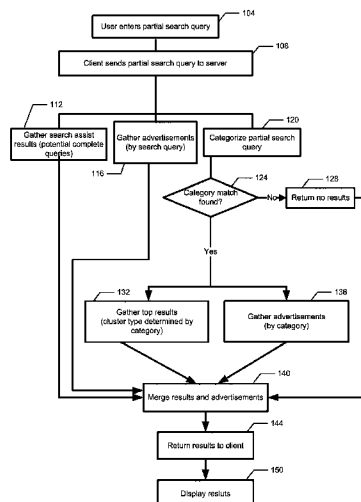 104
User enters partial search query
108
Client sends partial search query to server
112
Gather search assist
results (potential complete
queries)
Gather advertisements
(by search query)
116
120
Categorize partial search
query
124
Category match
found?
No
128
Return no results
Yes
132
Gather top results
(cluster type determined by
category)
136
Gather advertisements
(by category)
140
Merge results and advertisements
144
Return results to client
150
Display resluts